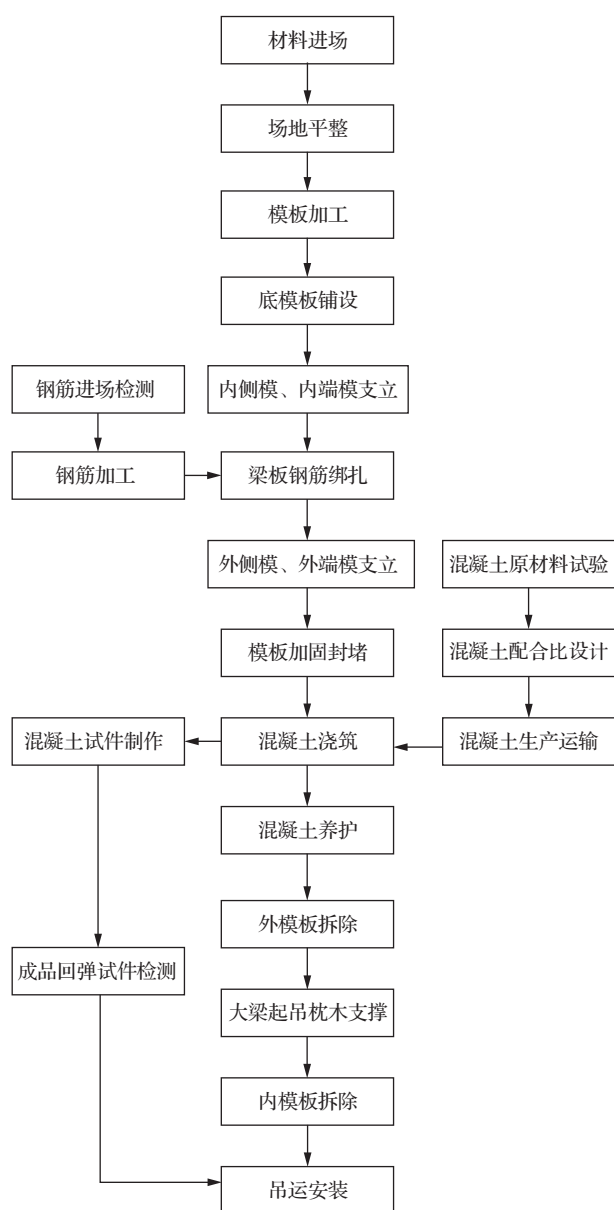 材料进场
场地平整
模板加工
底模板铺设
钢筋进场检测
内侧模、内端模支立
钢筋加工
梁板钢筋绑扎
外侧模、外端模支立
混凝土原材料试验
模板加固封堵
混凝土配合比设计
混凝土试件制作
混凝土浇筑
混凝土生产运输
混凝土养护
外模板拆除
成品回弹试件检测
大梁起吊枕木支撑
内模板拆除
吊运安装